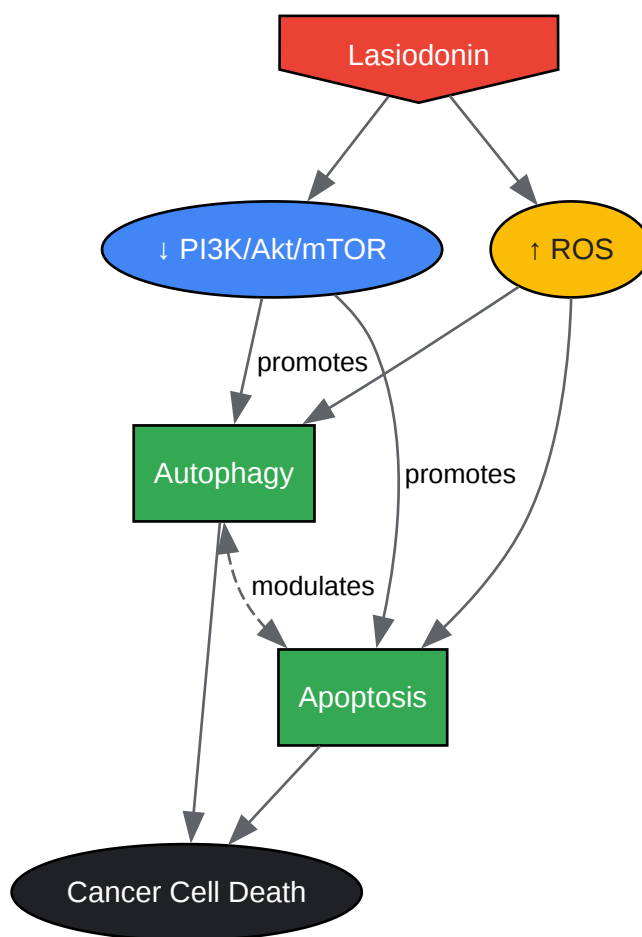 Lasiodonin
↓ PI3K/Akt/mTOR
↑ ROS
promotes
Autophagy
promotes
modulates
Apoptosis
Cancer Cell Death